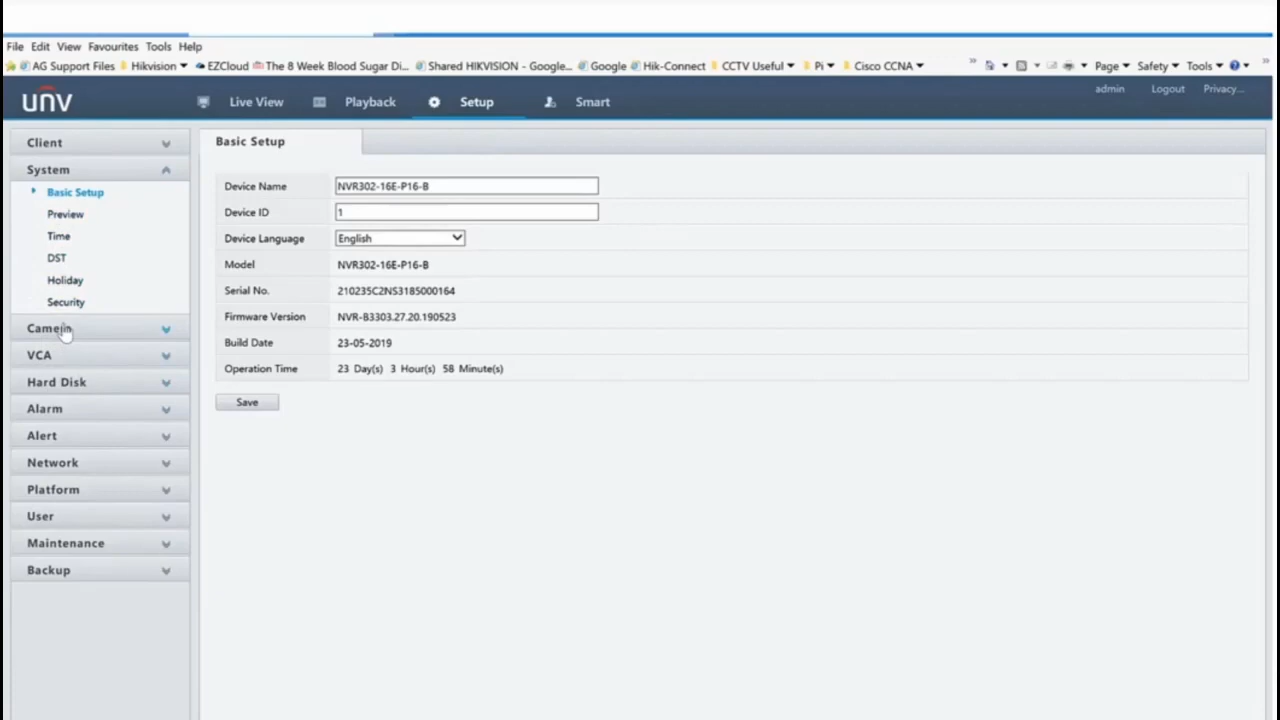 File Edit View Favourites Tools Help
AG Support Files Hikvision EZCloud The 8 Week Blood Sugar Di... Shared HIKVISION - Google... Google Hik-Connect CCTV Useful Pi Cisco CCNA » Page Safety Tools »
unv Live View Playback Setup Smart admin Logout Privacy...
Client
System
Basic Setup
Preview
Time
DST
Holiday
Security
VCA
Hard Disk
Alarm
Alert
Network
Platform
User
Maintenance
Backup
Basic Setup
Device Name NVR302-16E-P16-B
Device ID 1
Device Language English
Model NVR302-16E-P16-B
Serial No. 210235C2NS3185000164
Firmware Version NVR-B3303.27.20.190523
Build Date 23-05-2019
Operation Time 23 Day(s) 3 Hour(s) 58 Minute(s)
Save